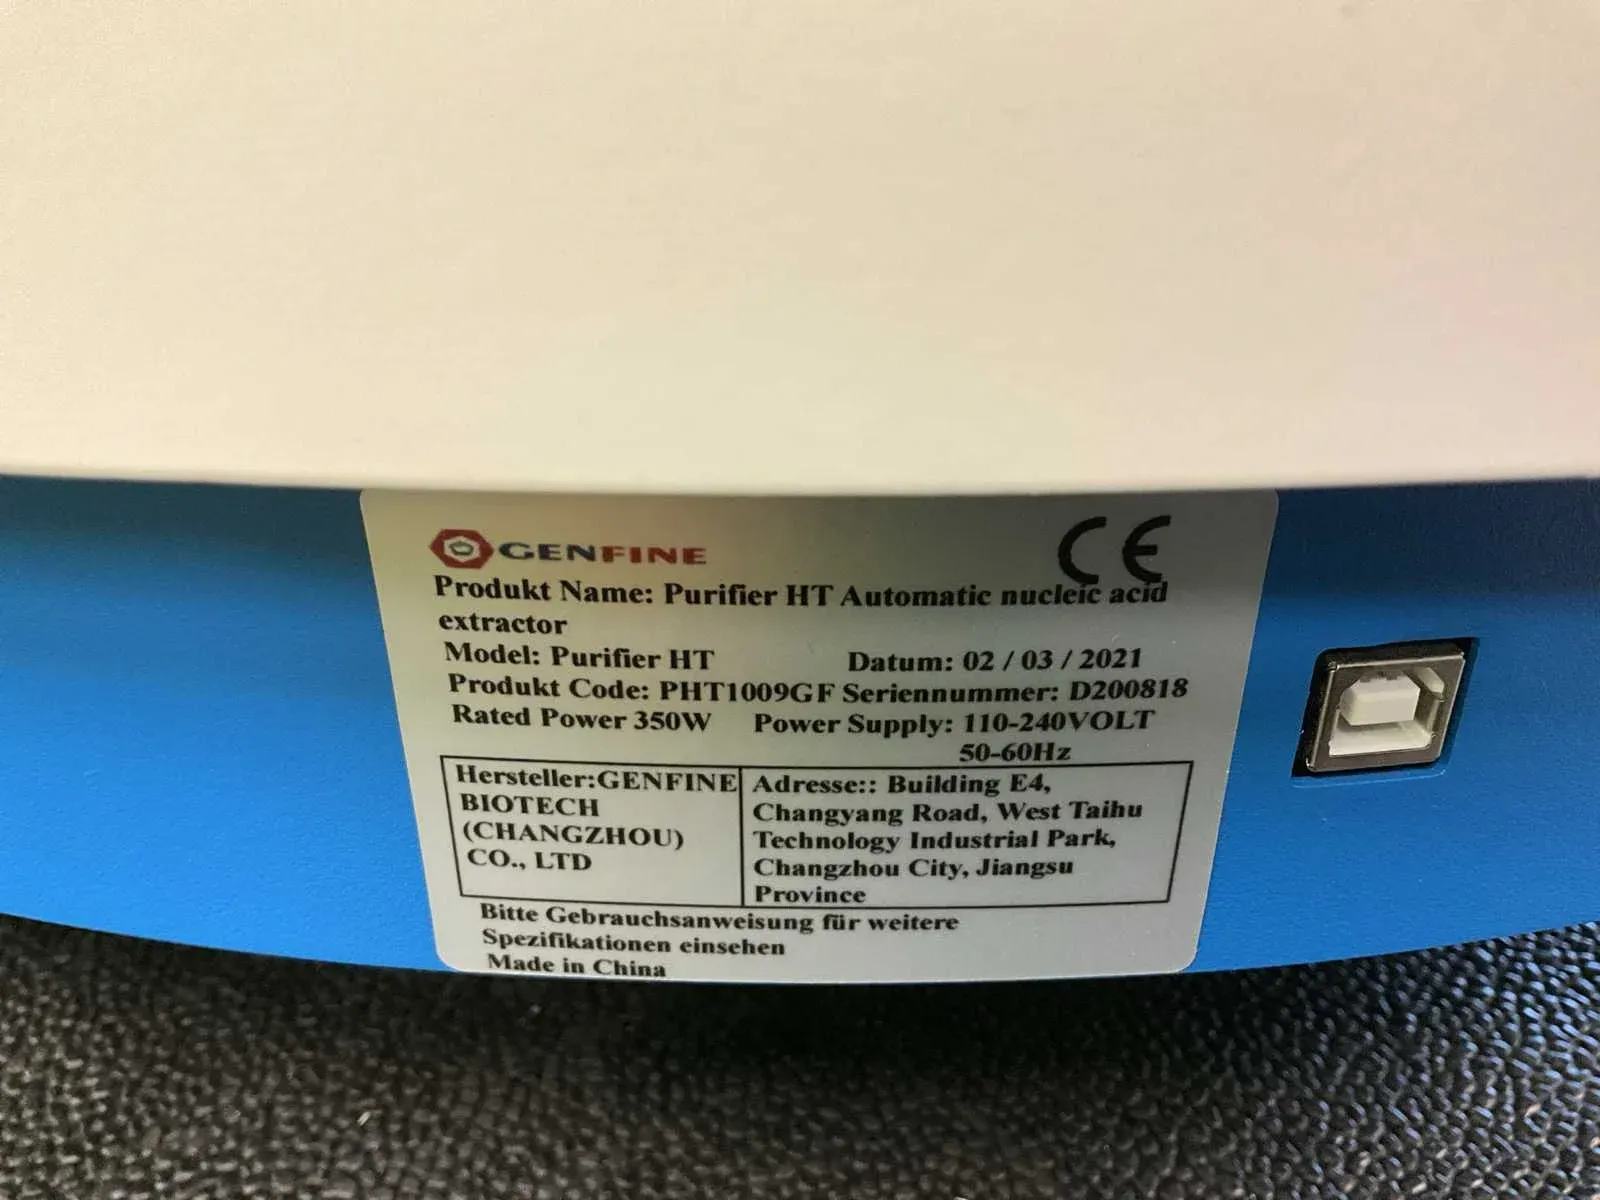 GENFINE
CE
Produkt Name: Purifier HT Automatic nucleic acid
extractor
Model: Purifier HT Datum: 02 / 03 / 2021
Produkt Code: PHT1009GF Seriennummer: D200818
Rated Power 350W Power Supply: 110-240VOLT
50-60Hz
Hersteller:GENFINE
BIOTECH
(CHANGZHOU)
CO., LTD
Adresse:: Building E4,
Changyang Road, West Taihu
Technology Industrial Park,
Changzhou City, Jiangsu
Province
Bitte Gebrauchsanweisung für weitere
Spezifikationen einsehen
Made in China